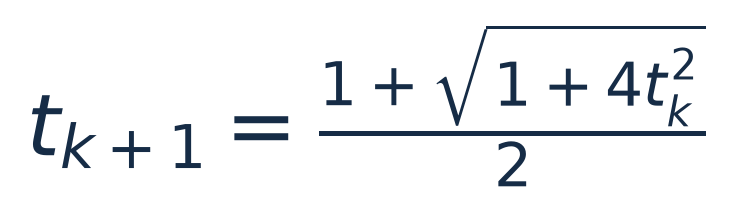 t_{k+1} = \frac{1 + \sqrt{1 + 4t_k^2}}{2}